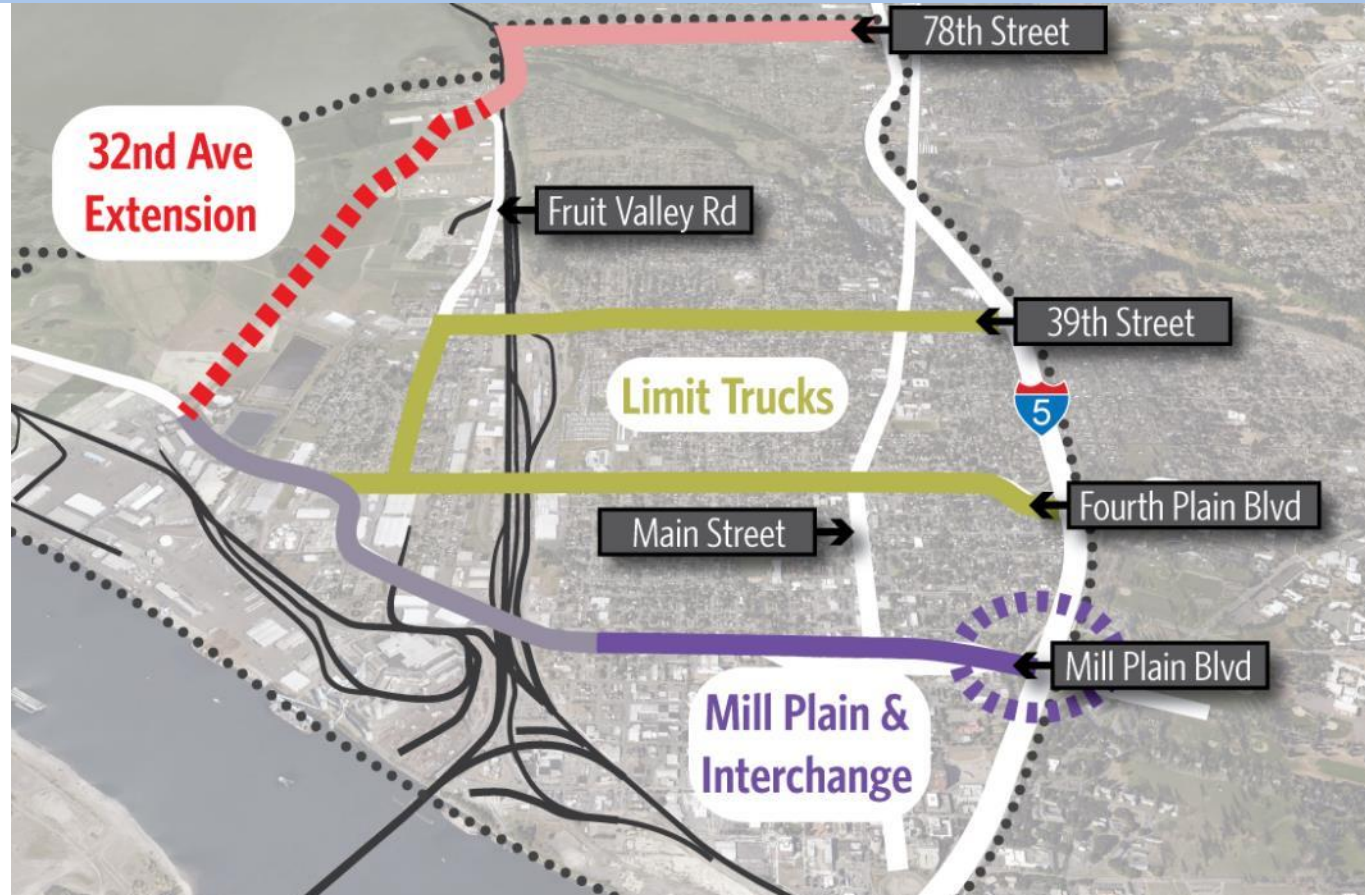 78th Street
32nd Ave
Extension
Fruit Valley Rd
39th Street
Limit Trucks
5
Fourth Plain Blvd
Main Street
Mill Plain Blvd
Mill Plain &
Interchange